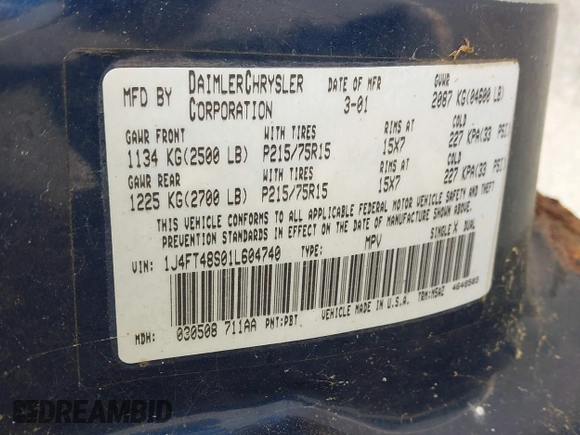 MFD BY DAIMLERCHRYSLER CORPORATION DATE OF MFR 3-01 GVWR 2087 KG(04600 LB)
GAWR FRONT WITH TIRES RIMS AT COLD
1134 KG(2500 LB) P215/75R15 15X7 227 KPA(33 PSI)
GAWR REAR WITH TIRES RIMS AT COLD
1225 KG(2700 LB) P215/75R15 15X7 227 KPA(33 PSI)
THIS VEHICLE CONFORMS TO ALL APPLICABLE FEDERAL MOTOR VEHICLE SAFETY AND THEFT
PREVENTION STANDARDS IN EFFECT ON THE DATE OF MANUFACTURE SHOWN ABOVE.
VIN: 1J4FT48S01L604740 TYPE: MPV SINGLE X DUAL
MDH: 030508 711AA PNT:PBT VEHICLE MADE IN U.S.A. TRM:M5AZ 4648503
DREAMBID